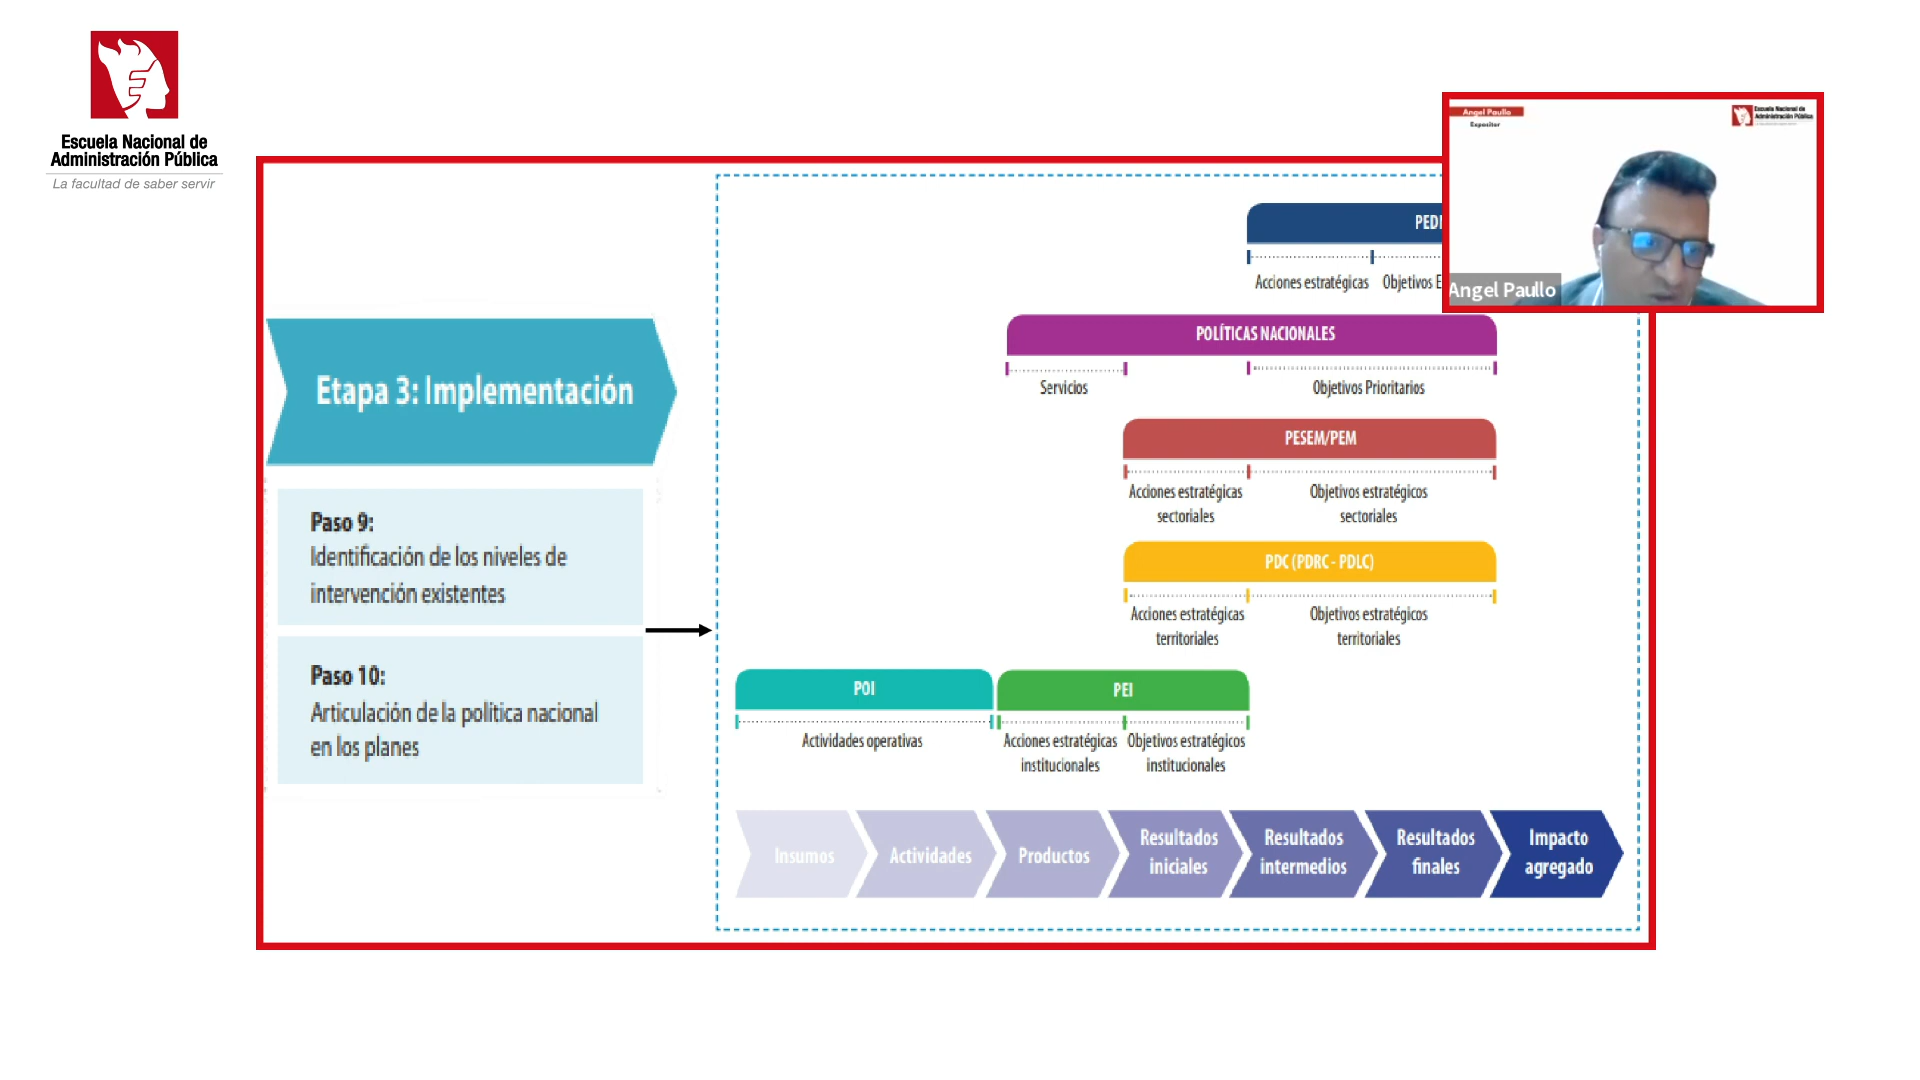 Escuela Nacional de
Administración Pública
La facultad de saber servir
Etapa 3: Implementación
Paso 9:
Identificación de los niveles de
intervención existentes
Paso 10:
Articulación de la política nacional
en los planes
Acciones estratégicas
Objetivos
POLÍTICAS NACIONALES
Servicios
Objetivos Prioritarios
PESEM/PEM
Acciones estratégicas
sectoriales
Objetivos estratégicos
sectoriales
PDC (PDRC - PDLC)
Acciones estratégicas
territoriales
Objetivos estratégicos
territoriales
POI
Actividades operativas
PEI
Acciones estratégicas
institucionales
Objetivos estratégicos
institucionales
Insumos
Actividades
Productos
Resultados
iniciales
Resultados
intermedios
Resultados
finales
Impacto
agregado
Angel Paullo
Expositor
Escuela Nacional de
Administración Pública
Angel Paullo